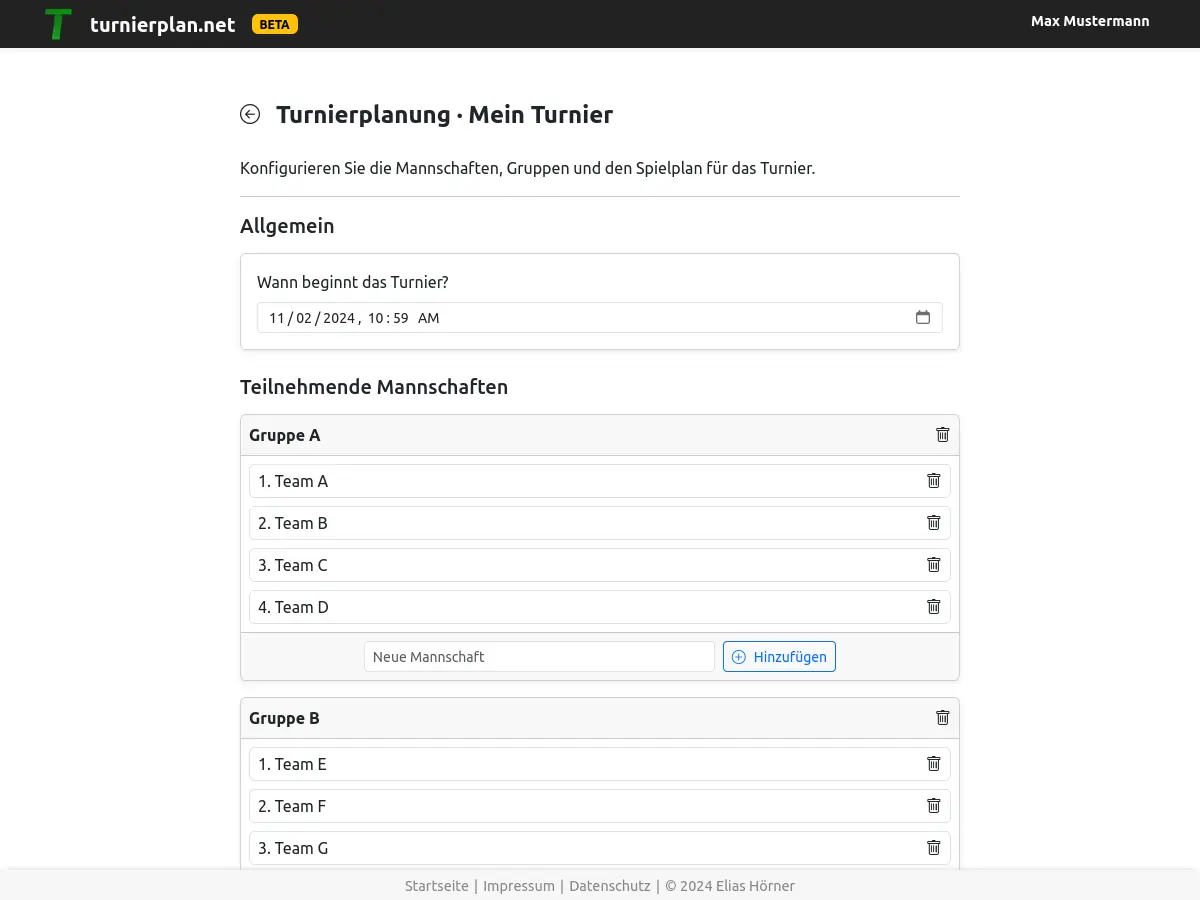 turnierplan.net BETA
Max Mustermann
Turnierplanung · Mein Turnier
Konfigurieren Sie die Mannschaften, Gruppen und den Spielplan für das Turnier.
Allgemein
Wann beginnt das Turnier?
11/02/2024, 10:59 AM
Teilnehmende Mannschaften
Gruppe A
1. Team A
2. Team B
3. Team C
4. Team D
Neue Mannschaft
Hinzufügen
Gruppe B
1. Team E
2. Team F
3. Team G
Startseite | Impressum | Datenschutz | © 2024 Elias Hörner